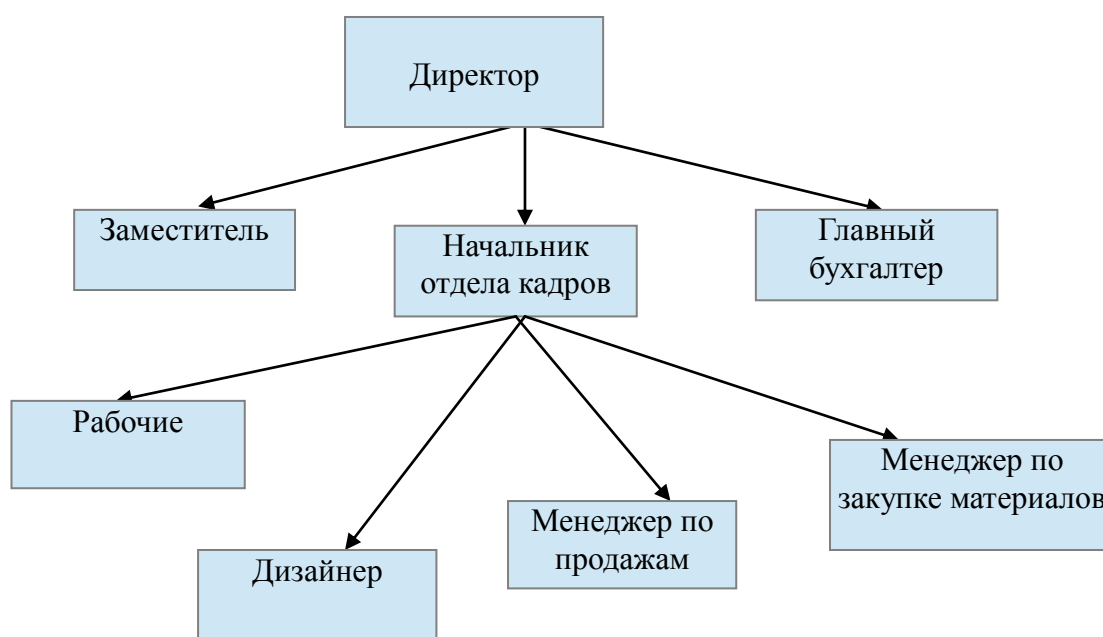 Директор
Заместитель
Начальник
отдела кадров
Главный
бухгалтер
Рабочие
Дизайнер
Менеджер по
продажам
Менеджер по
закупке материалов